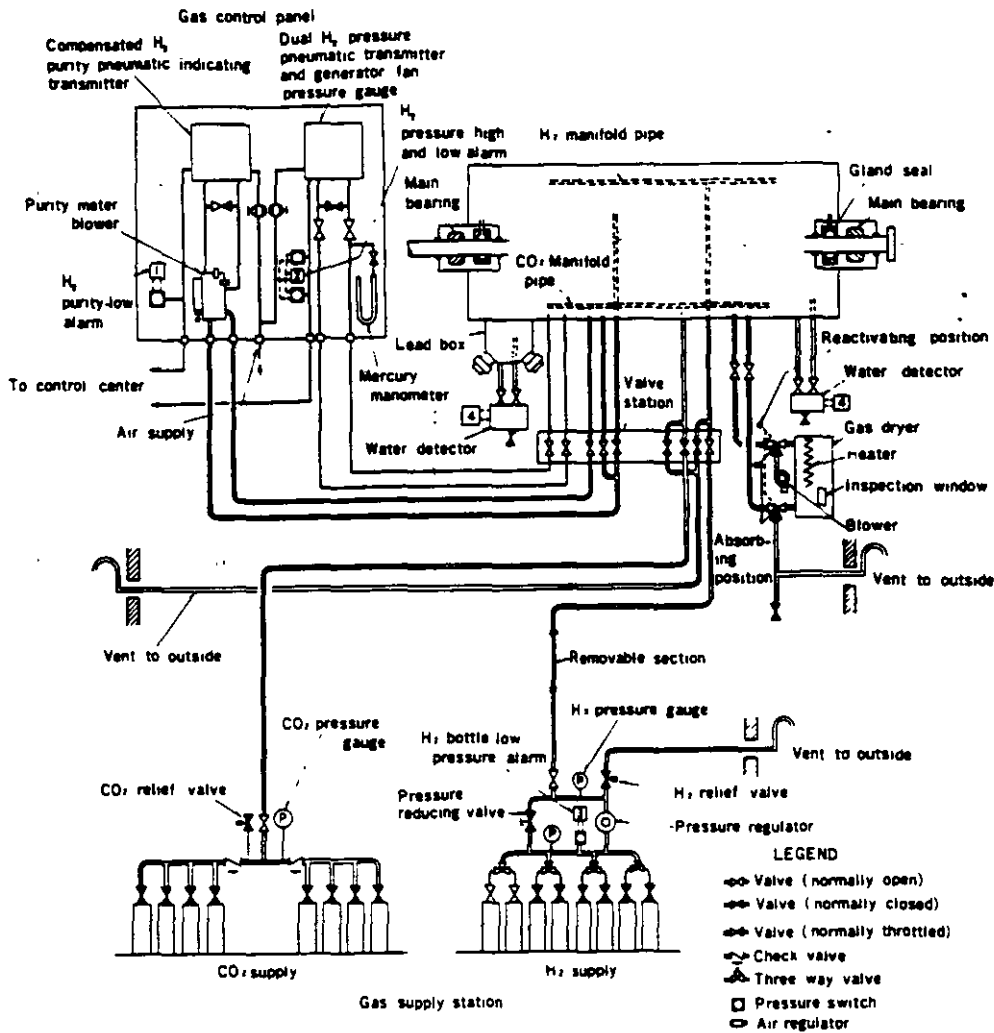 Gas control panel
Compensated H₂
purity pneumatic indicating
transmitter
Dual H₂ pressure
pneumatic transmitter
and generator fan
pressure gauge
H₂
pressure high
and low alarm
H₂ manifold pipe
Main
bearing
Gland seal
Main bearing
Purity meter
blower
CO₂ Manifold
pipe
1
H₂
purity-low
alarm
Lead box
Reactivating position
To control center
Mercury
manometer
Valve
station
Water detector
4
4
Air supply
Water detector
Gas dryer
Heater
Inspection window
Blower
Absorb-
ing
position
Vent to outside
Vent to outside
Removable section
CO₂ pressure
gauge
H₂ pressure gauge
H₂ bottle low
pressure alarm
Vent to outside
CO₂ relief valve
P
P
H₂ relief valve
Pressure
reducing valve
P
-Pressure regulator
LEGEND
Valve (normally open)
Valve (normally closed)
Valve (normally throttled)
Check valve
Three way valve
Pressure switch
Air regulator
CO₂ supply
H₂ supply
Gas supply station